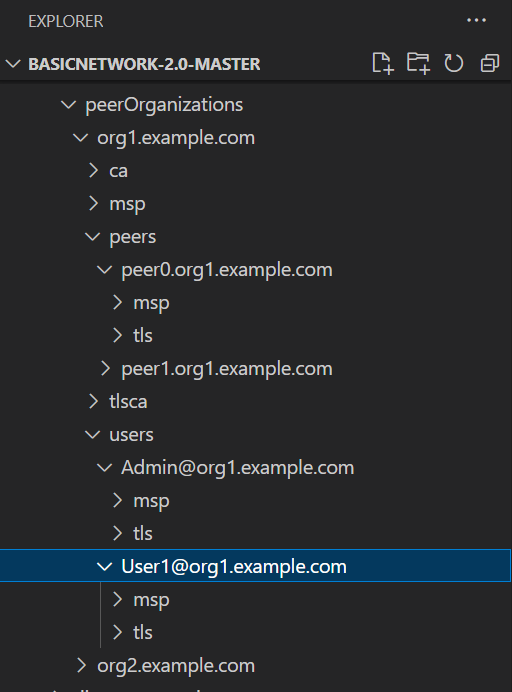 EXPLORER
BASICNETWORK-2.0-MASTER
peerOrganizations
org1.example.com
ca
msp
peers
peer0.org1.example.com
msp
tls
peer1.org1.example.com
tlsca
users
Admin@org1.example.com
msp
tls
User1@org1.example.com
msp
tls
org2.example.com